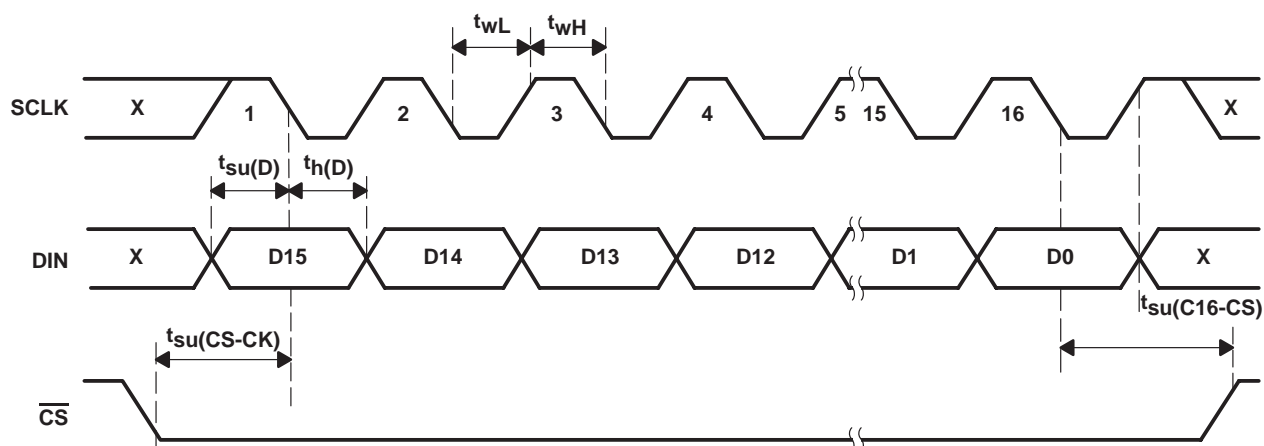 twL twH
SCLK X 1 2 3 4 5 15 16 X
tsu(D) th(D)
DIN X D15 D14 D13 D12 D1 D0 X
tsu(CS-CK) tsu(C16-CS)
CS